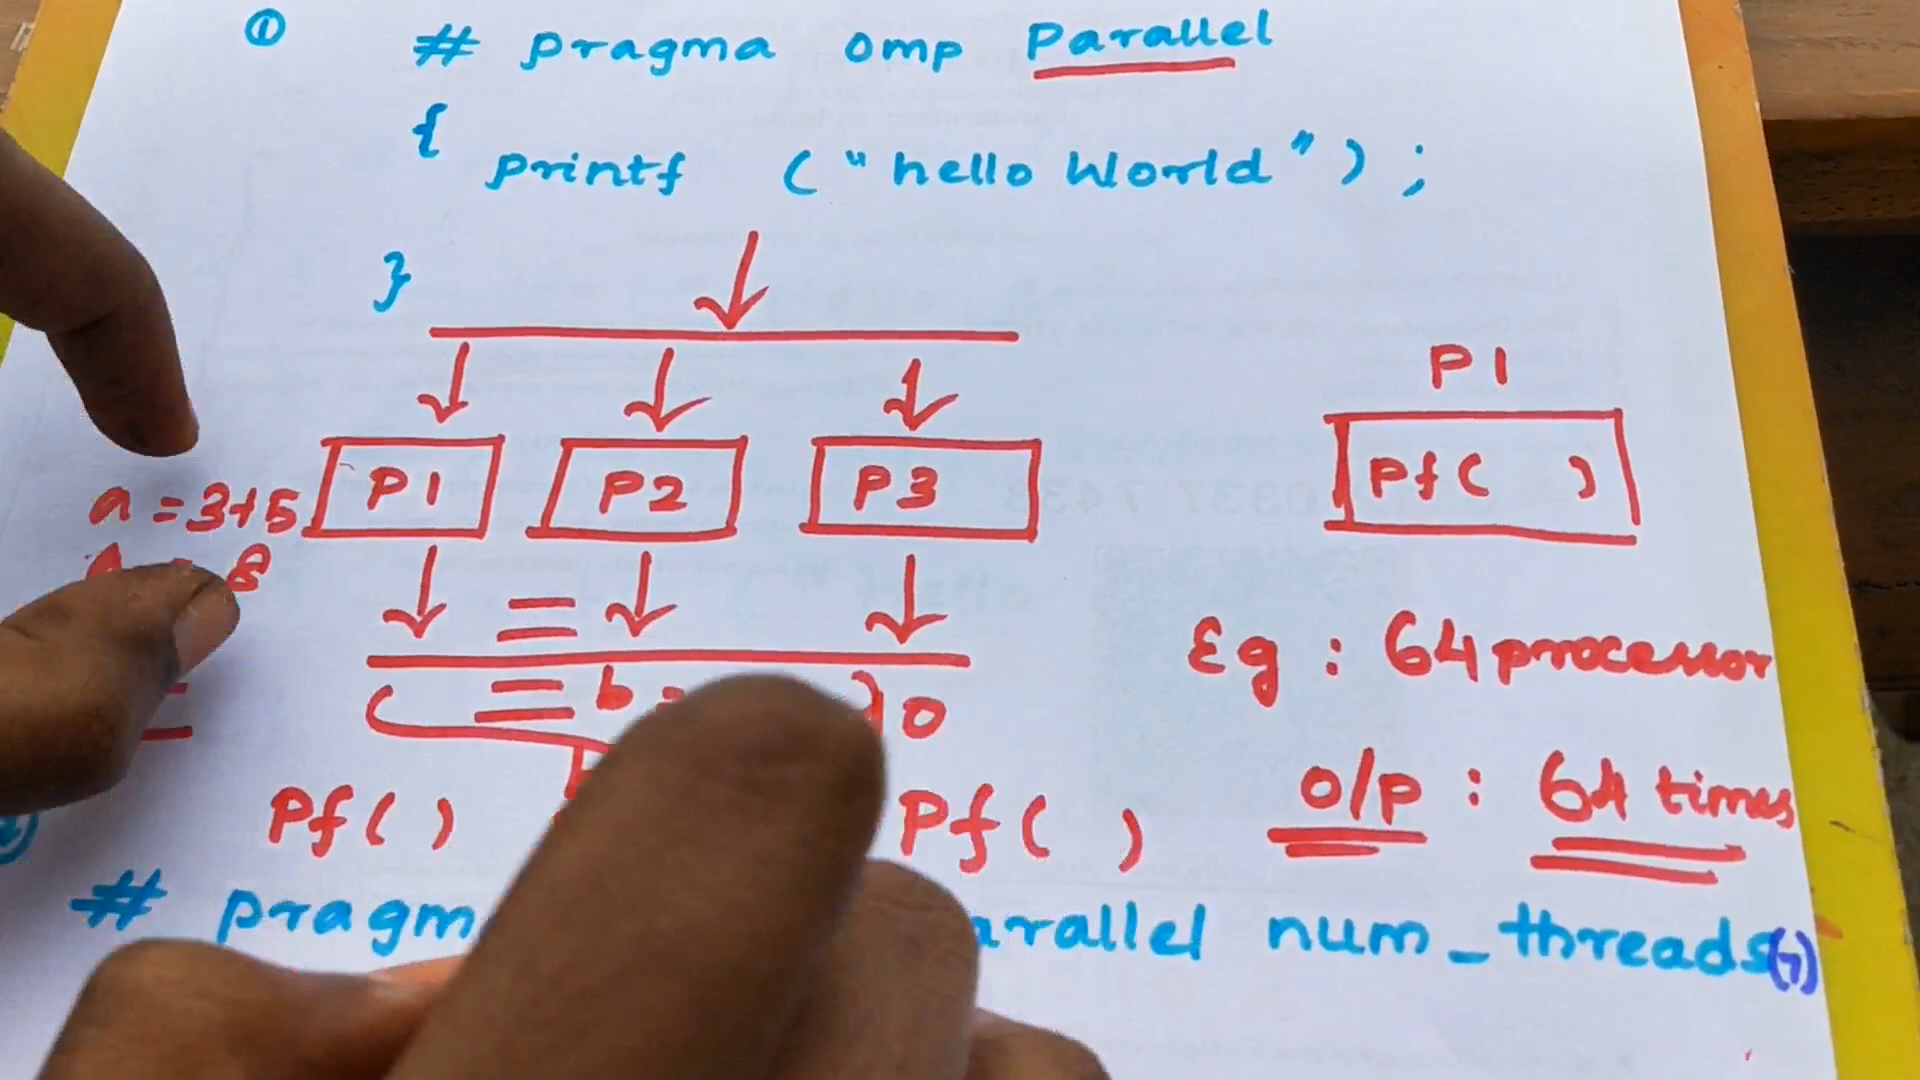 ① # pragma omp Parallel
{
printf ("hello World");
}
P1
P1 P2 P3
Pf( )
a = 3+5
8
Eg : 64 processor
b =
0
o/p : 64 times
Pf( ) Pf( )
# pragm arallel num_threads(7)